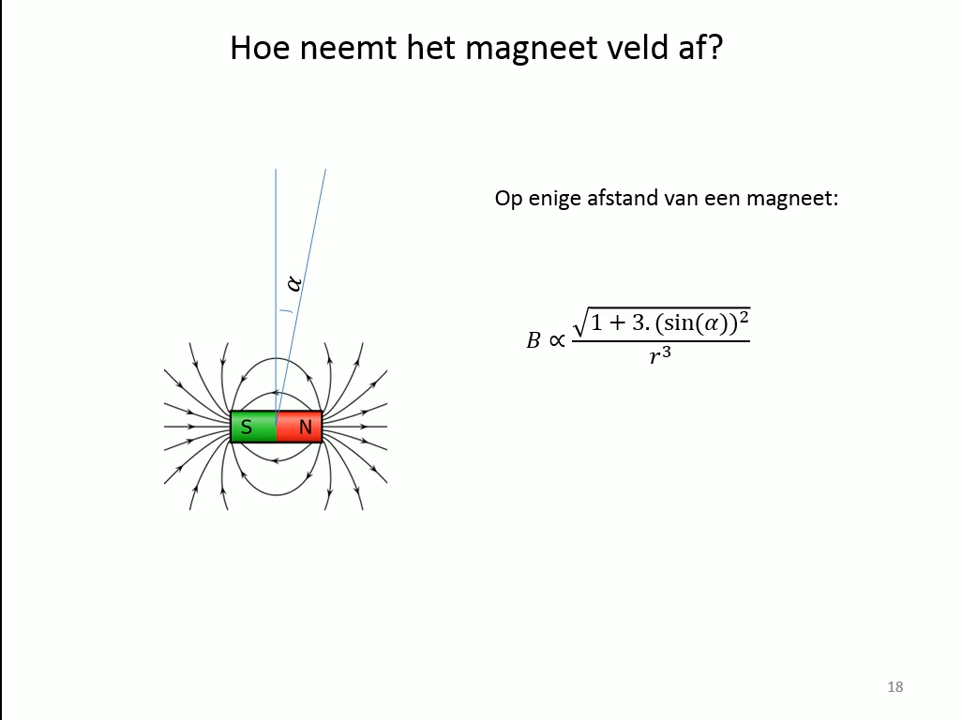 Hoe neemt het magneet veld af?
Op enige afstand van een magneet:
α
B ∝ √(1 + 3. (sin(α))²) / r³
S N
18